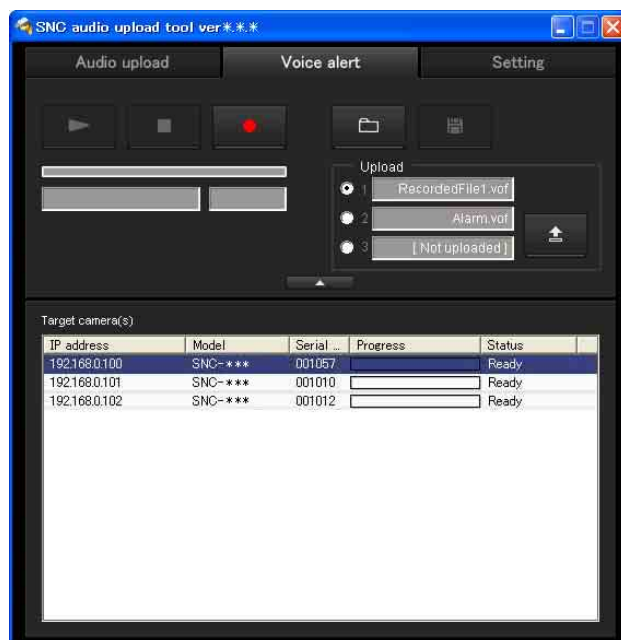 SNC audio upload tool ver*.*.*
Audio upload Voice alert Setting
Upload
1 RecordedFile1.vof
2 Alarm.vof
3 [ Not uploaded ]
Target camera(s)
IP address Model Serial ... Progress Status
192.168.0.100 SNC-*** 001057 Ready
192.168.0.101 SNC-*** 001010 Ready
192.168.0.102 SNC-*** 001012 Ready